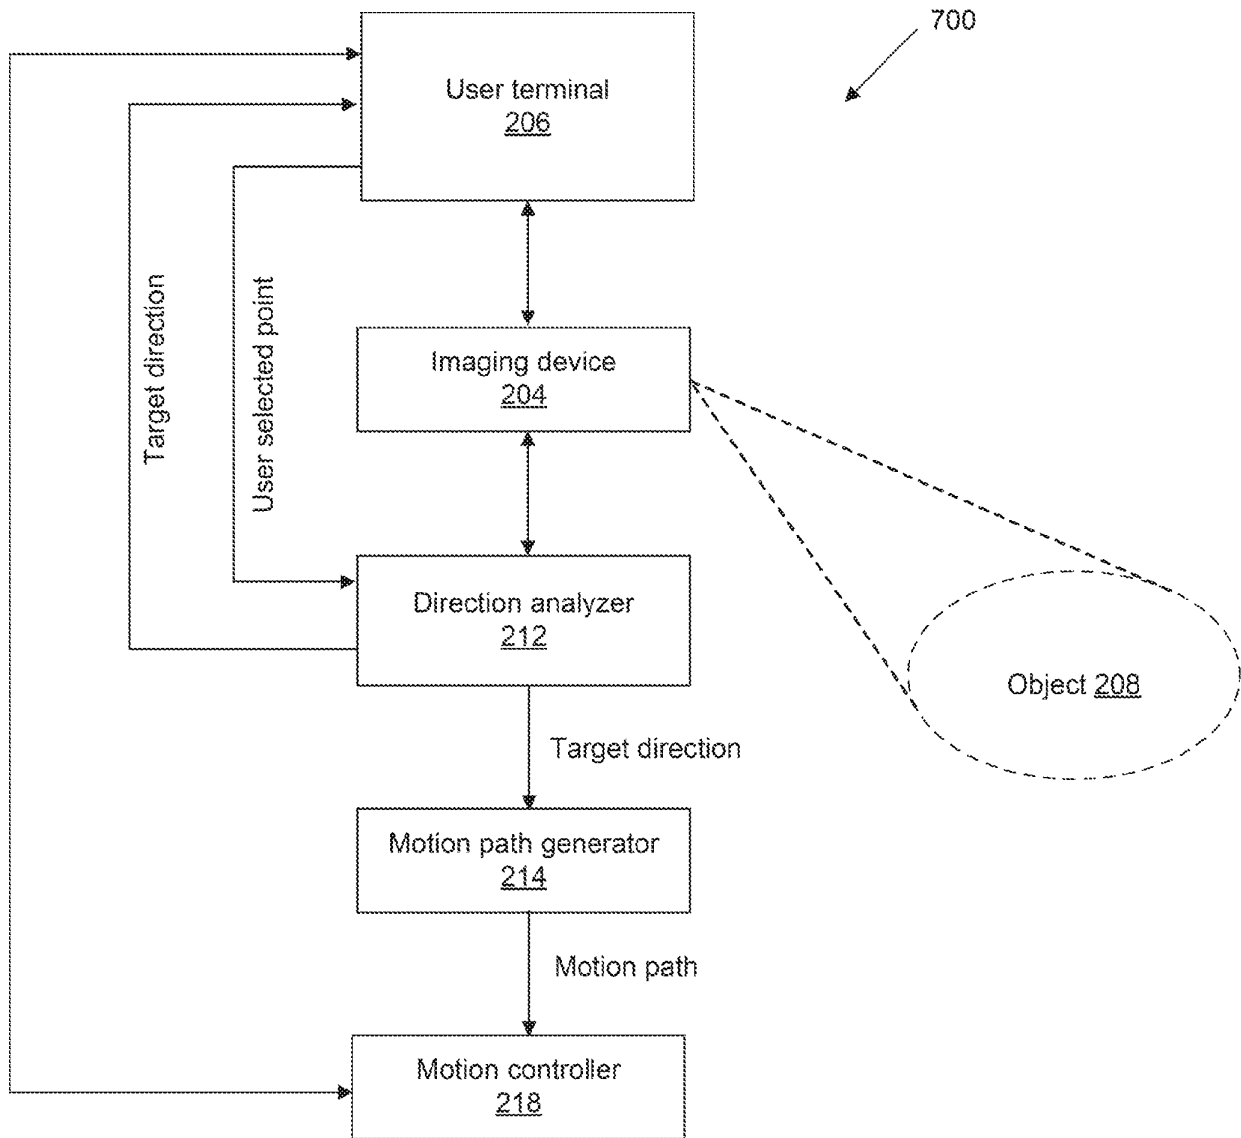 700
User terminal
206
Target direction
User selected point
Imaging device
204
Direction analyzer
212
Object 208
Target direction
Motion path generator
214
Motion path
Motion controller
218